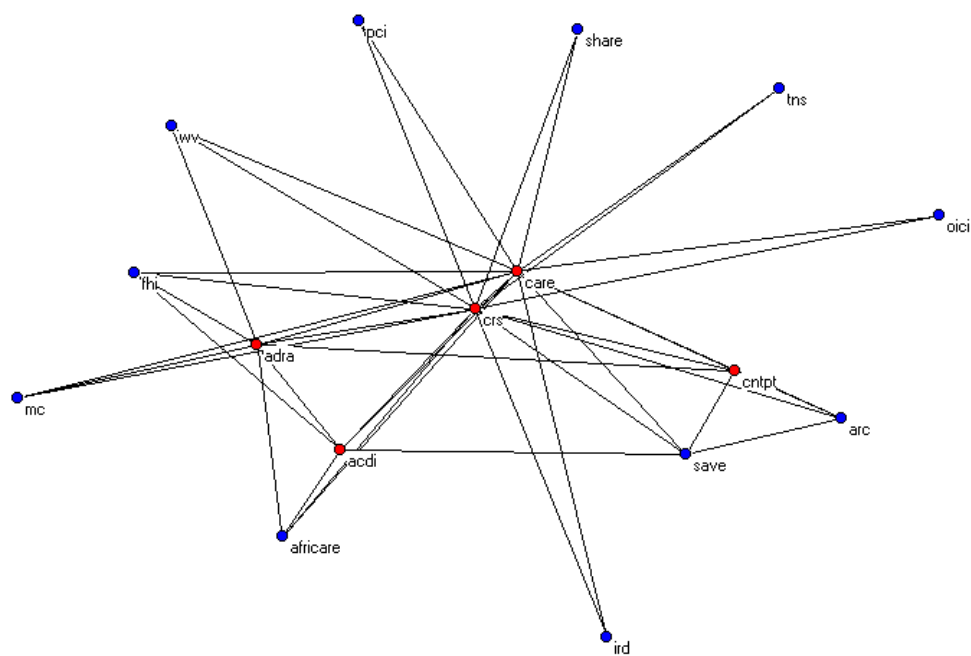 pci
share
tns
wv
oici
fhi
care
crs
adra
cntpt
mc
arc
acdi
save
africare
ird